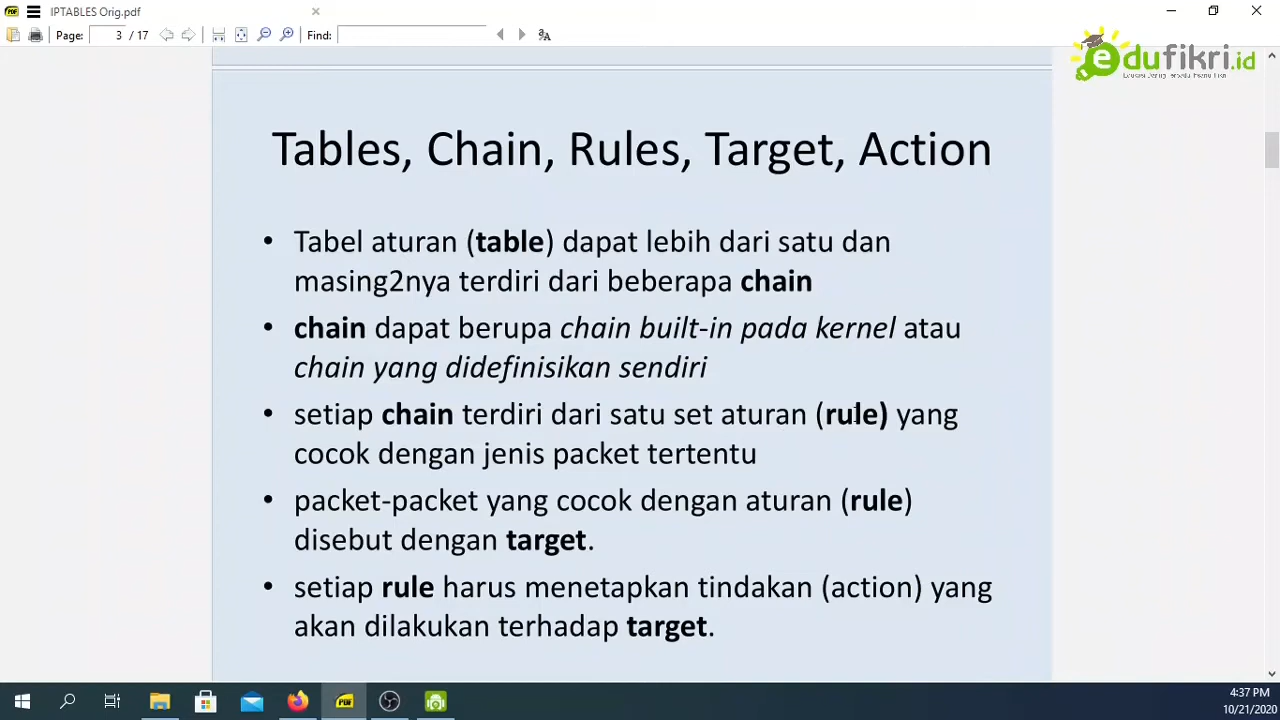 IPTABLES Orig.pdf
Page: 3 / 17 Find:
edufikri.id
Tables, Chain, Rules, Target, Action
• Tabel aturan (table) dapat lebih dari satu dan
masing2nya terdiri dari beberapa chain
• chain dapat berupa chain built-in pada kernel atau
chain yang didefinisikan sendiri
• setiap chain terdiri dari satu set aturan (rule) yang
cocok dengan jenis packet tertentu
• packet-packet yang cocok dengan aturan (rule)
disebut dengan target.
• setiap rule harus menetapkan tindakan (action) yang
akan dilakukan terhadap target.
PDF
4:37 PM
10/21/2020